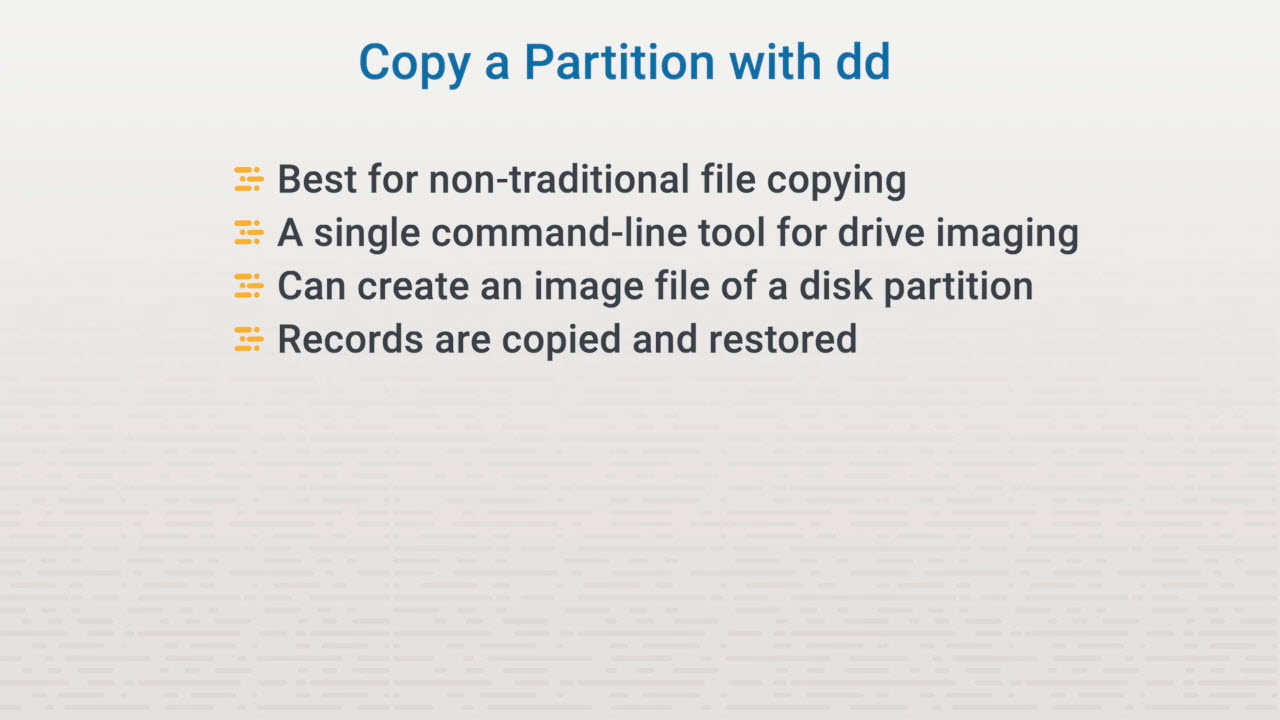 Copy a Partition with dd
Best for non-traditional file copying
A single command-line tool for drive imaging
Can create an image file of a disk partition
Records are copied and restored